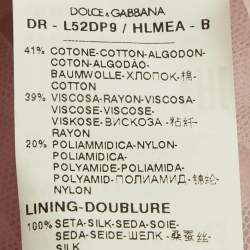 DOLCE & GABBANA
DR - L52DP9 / HLMEA - B
41% COTONE-COTTON-ALGODON-
COTON-ALGODÃO-
BAUMWOLLE-ХЛОПОК-棉-
COTTON
39% VISCOSA-RAYON-VISCOSA-
VISCOSE-VISCOSE-VISCOSE-
VISKOSE-ВИСКОЗА-粘纤-
RAYON
20% POLIAMMIDICA-NYLON-
POLIAMIDICA-
POLYAMIDE-POLIAMIDA-
POLYAMID-ПОЛИАМИД-锦纶-
NYLON
LINING-DOUBLURE
100% SETA-SILK-SEDA-SOIE-
SEDA-SEIDE-ШЕЛК-桑蚕丝-
SILK